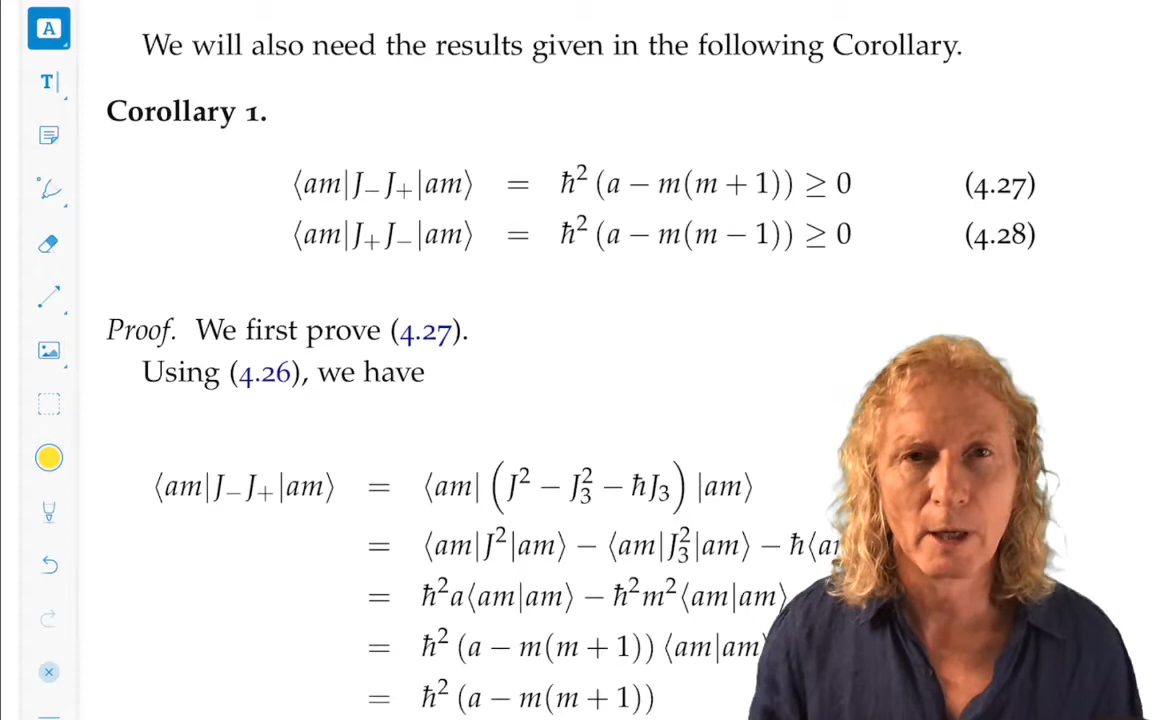 A
T|
We will also need the results given in the following Corollary.
Corollary 1.
⟨am|J₋J₊|am⟩ = ħ² (a − m(m + 1)) ≥ 0 (4.27)
⟨am|J₊J₋|am⟩ = ħ² (a − m(m − 1)) ≥ 0 (4.28)
Proof. We first prove (4.27).
Using (4.26), we have
⟨am|J₋J₊|am⟩ = ⟨am| (J² − J₃² − ħJ₃) |am⟩
= ⟨am|J²|am⟩ − ⟨am|J₃²|am⟩ − ħ⟨a
= ħ²a⟨am|am⟩ − ħ²m²⟨am|am⟩
= ħ² (a − m(m + 1)) ⟨am|am⟩
= ħ² (a − m(m + 1))